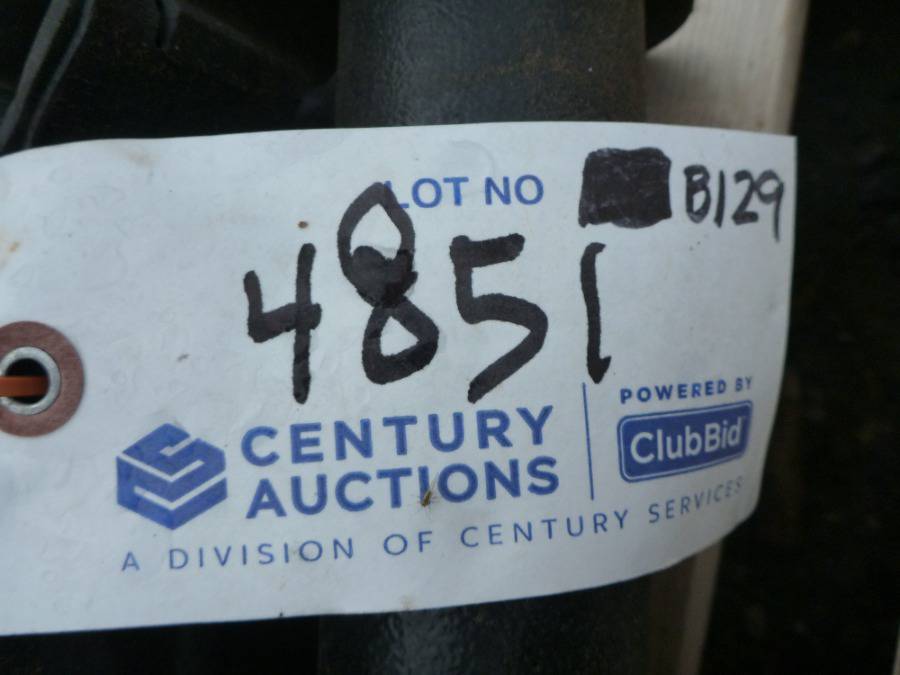 LOT NO B129
4851
CENTURY
AUCTIONS
POWERED BY
ClubBid
A DIVISION OF CENTURY SERVICES